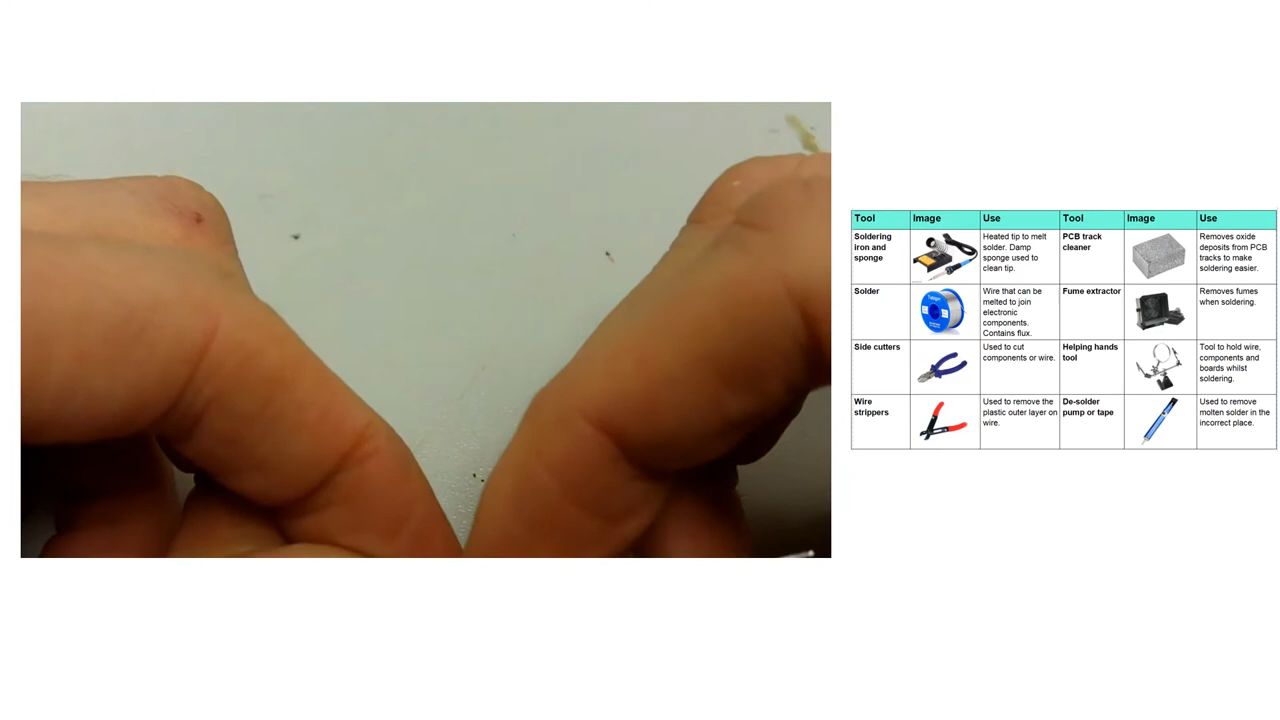 Tool Image Use Tool Image Use
Soldering iron and sponge
Heated tip to melt solder. Damp sponge used to clean tip.
PCB track cleaner
Removes oxide deposits from PCB tracks to make soldering easier.
Solder
Wire that can be melted to join electronic components. Contains flux.
Fume extractor
Removes fumes when soldering.
Side cutters
Used to cut components or wire.
Helping hands tool
Tool to hold wire, components and boards whilst soldering.
Wire strippers
Used to remove the plastic outer layer on wire.
De-solder pump or tape
Used to remove molten solder in the incorrect place.